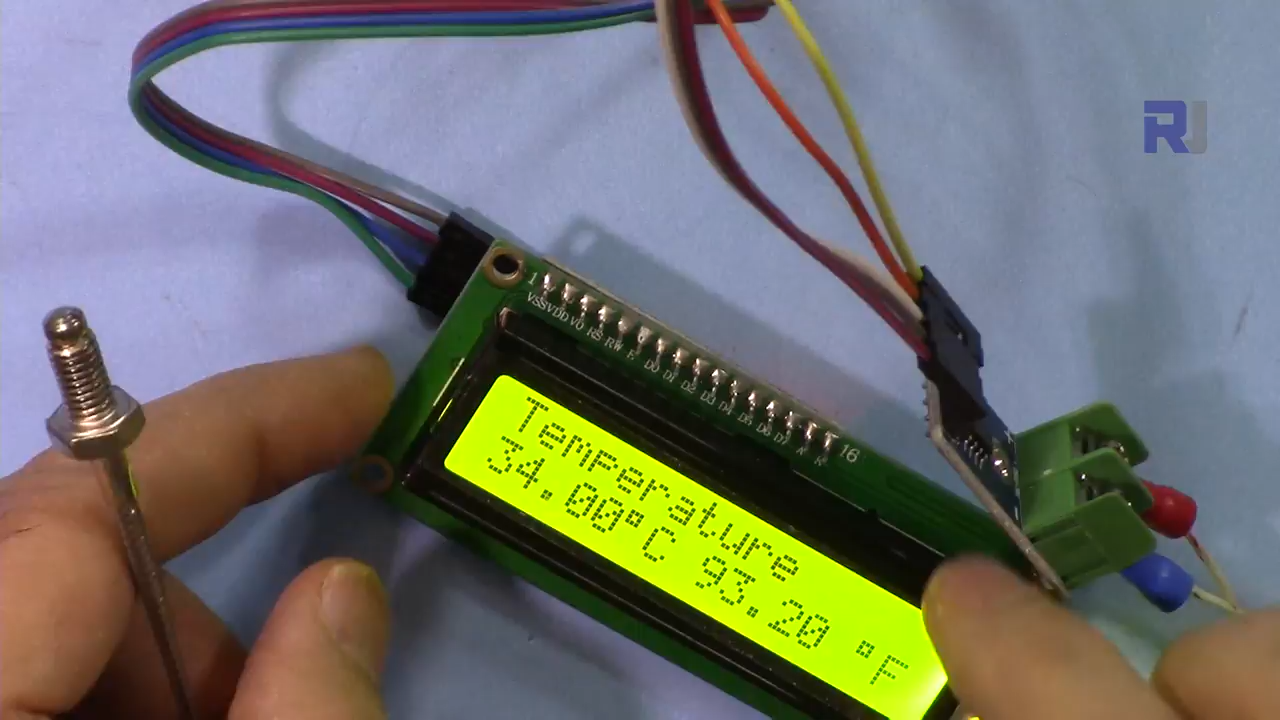 RJ
1
VSS VDD VO RS RW E D0 D1 D2 D3 D4 D5 D6 D7 A K
16
Temperature
34.00°C 93.20 °F